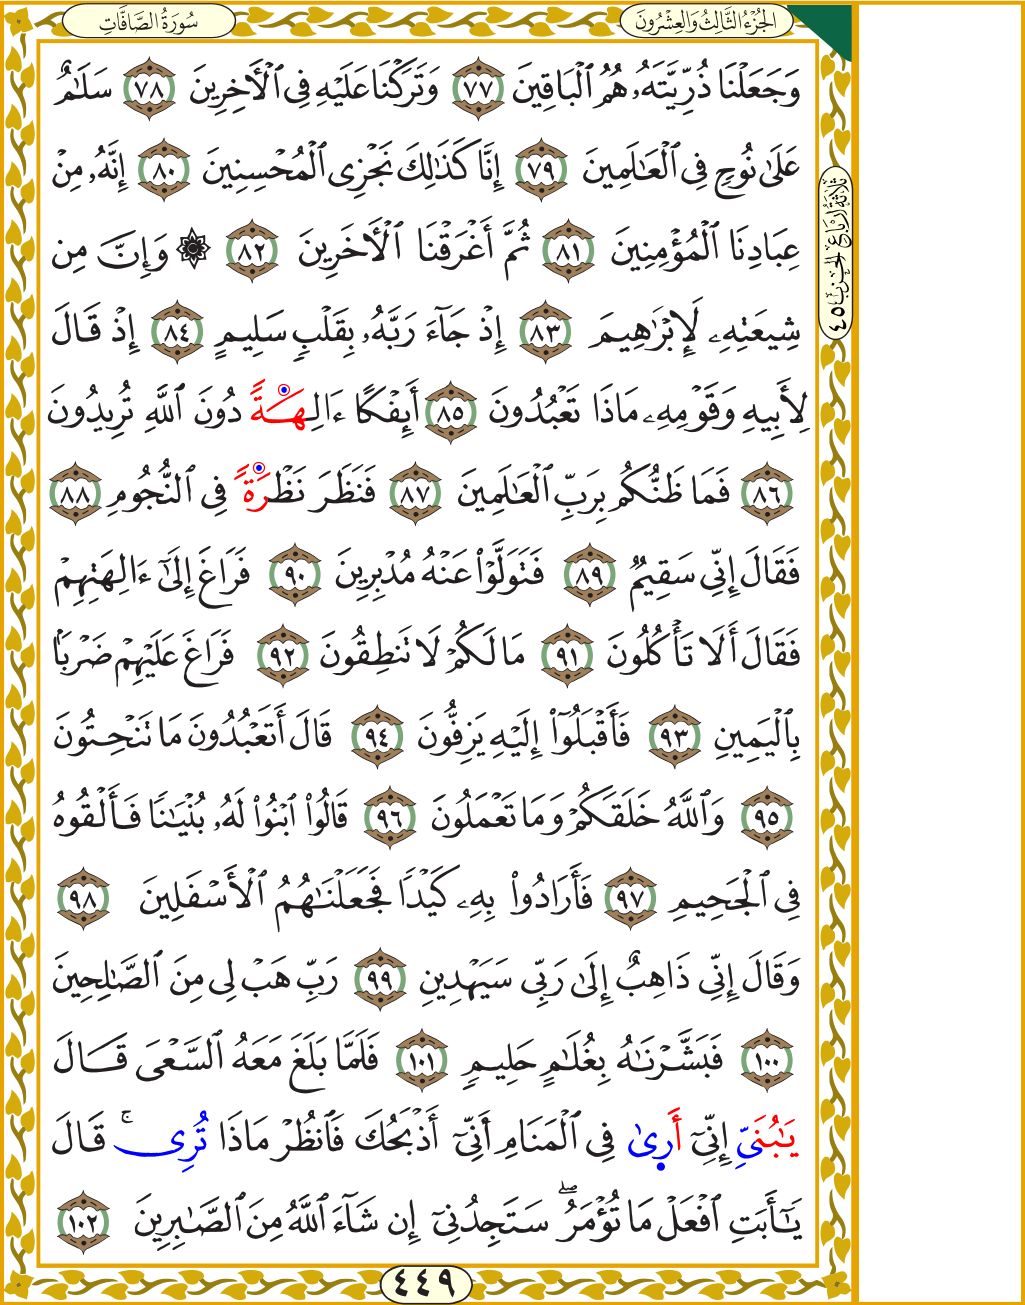 سُورَةُ الصَّافَّاتِ
الجُزْءُ الثَّالِثُ وَالعِشْرُونَ
وَجَعَلْنَا ذُرِّيَّتَهُۥ هُمُ ٱلْبَاقِينَ ٧٧ وَتَرَكْنَا عَلَيْهِ فِى ٱلْأَخِرِينَ ٧٨ سَلَٰمٌ
عَلَىٰ نُوحٍ فِى ٱلْعَٰلَمِينَ ٧٩ إِنَّا كَذَٰلِكَ نَجْزِى ٱلْمُحْسِنِينَ ٨٠ إِنَّهُۥ مِنْ
عِبَادِنَا ٱلْمُؤْمِنِينَ ٨١ ثُمَّ أَغْرَقْنَا ٱلْأَخَرِينَ ٨٢ ۞ وَإِنَّ مِن
شِيعَتِهِۦ لَإِبْرَٰهِيمَ ٨٣ إِذْ جَآءَ رَبَّهُۥ بِقَلْبٍ سَلِيمٍ ٨٤ إِذْ قَالَ
لِأَبِيهِ وَقَوْمِهِۦ مَاذَا تَعْبُدُونَ ٨٥ أَئِفْكًا ءَالِهَةً دُونَ ٱللَّهِ تُرِيدُونَ
٨٦ فَمَا ظَنُّكُم بِرَبِّ ٱلْعَٰلَمِينَ ٨٧ فَنَظَرَ نَظْرَةً فِى ٱلنُّجُومِ ٨٨
فَقَالَ إِنِّى سَقِيمٌ ٨٩ فَتَوَلَّوْا۟ عَنْهُ مُدْبِرِينَ ٩٠ فَرَاغَ إِلَىٰٓ ءَالِهَتِهِمْ
فَقَالَ أَلَا تَأْكُلُونَ ٩١ مَا لَكُمْ لَا تَنطِقُونَ ٩٢ فَرَاغَ عَلَيْهِمْ ضَرْبًۢا
بِٱلْيَمِينِ ٩٣ فَأَقْبَلُوٓا۟ إِلَيْهِ يَزِفُّونَ ٩٤ قَالَ أَتَعْبُدُونَ مَا تَنْحِتُونَ
٩٥ وَٱللَّهُ خَلَقَكُمْ وَمَا تَعْمَلُونَ ٩٦ قَالُوا۟ ٱبْنُوا۟ لَهُۥ بُنْيَٰنًا فَأَلْقُوهُ
فِى ٱلْجَحِيمِ ٩٧ فَأَرَادُوا۟ بِهِۦ كَيْدًا فَجَعَلْنَٰهُمُ ٱلْأَسْفَلِينَ ٩٨
وَقَالَ إِنِّى ذَاهِبٌ إِلَىٰ رَبِّى سَيَهْدِينِ ٩٩ رَبِّ هَبْ لِى مِنَ ٱلصَّٰلِحِينَ
١٠٠ فَبَشَّرْنَٰهُ بِغُلَٰمٍ حَلِيمٍ ١٠١ فَلَمَّا بَلَغَ مَعَهُ ٱلسَّعْىَ قَالَ
يَٰبُنَىِّ إِنِّىٓ أَرِىٰ فِى ٱلْمَنَامِ أَنِّىٓ أَذْبَحُكَ فَٱنظُرْ مَاذَا تُرِى ۚ قَالَ
يَٰٓأَبَتِ ٱفْعَلْ مَا تُؤْمَرُ ۖ سَتَجِدُنِىٓ إِن شَآءَ ٱللَّهُ مِنَ ٱلصَّٰبِرِينَ ١٠٢
ثَلَاثَةُ أَرْبَاعِ الحِزْبِ ٤٥
٤٤٩